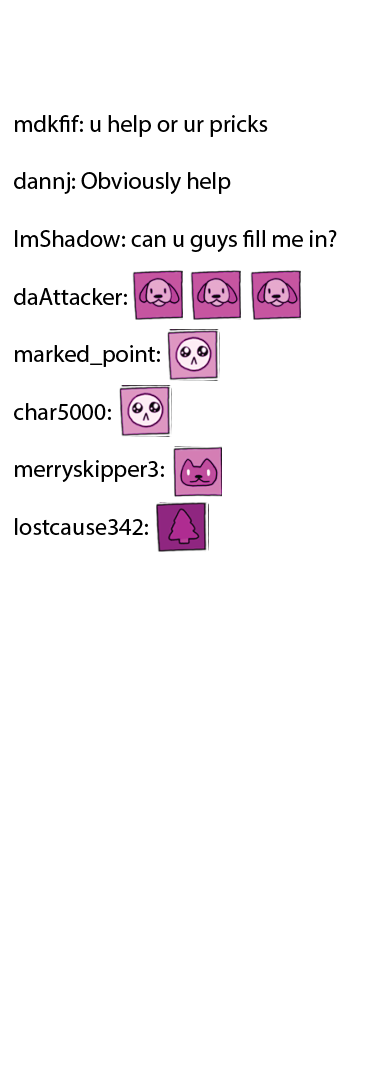 mdkfif: u help or ur pricks
dannj: Obviously help
ImShadow: can u guys fill me in?
daAttacker:
marked_point:
char5000:
merryskipper3:
lostcause342: